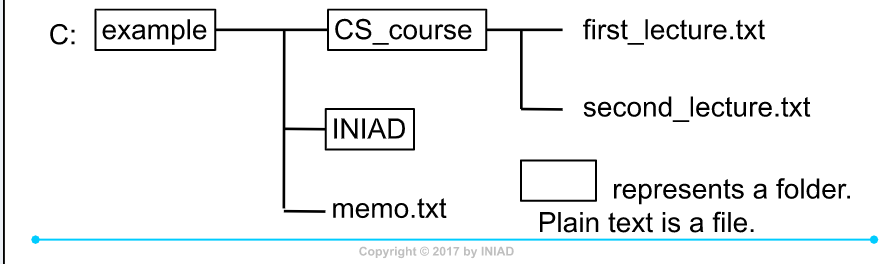 C: example CS_course first_lecture.txt
second_lecture.txt
INIAD
represents a folder.
memo.txt
Plain text is a file.
Copyright © 2017 by INIAD